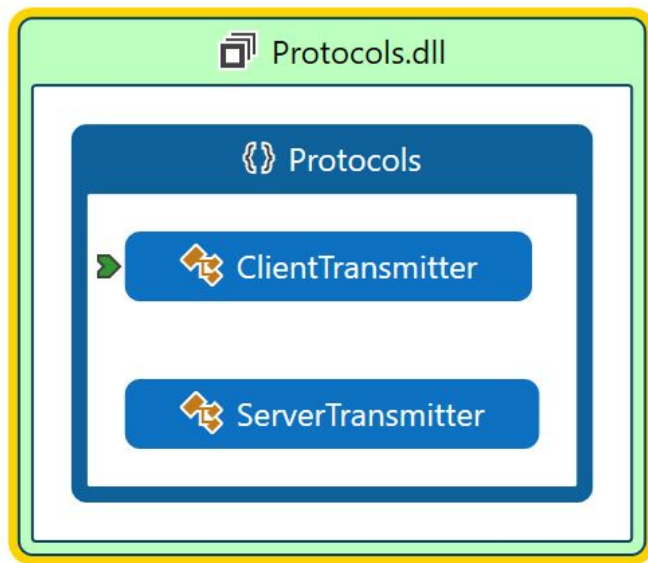 Protocols.dll
{} Protocols
ClientTransmitter
ServerTransmitter